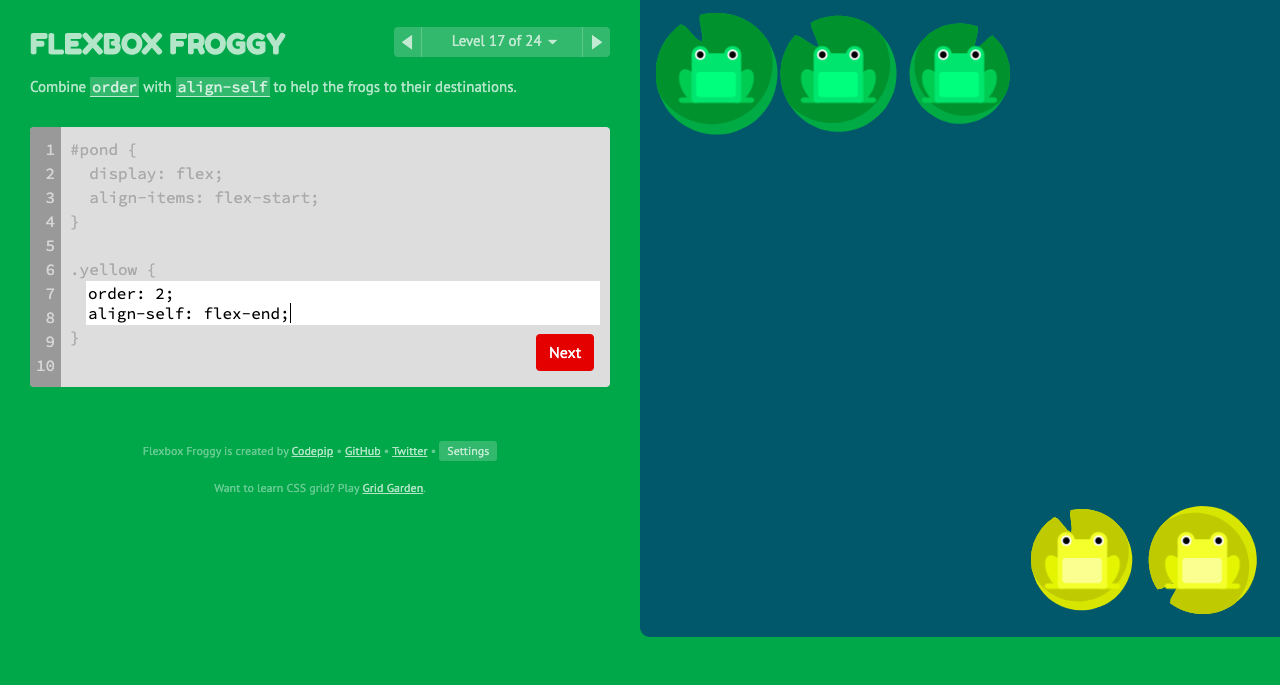 FLEXBOX FROGGY
Level 17 of 24
Combine order with align-self to help the frogs to their destinations.
1 #pond {
2 display: flex;
3 align-items: flex-start;
4 }
5
6 .yellow {
7 order: 2;
8 align-self: flex-end;
9 }
10
Next
Flexbox Froggy is created by Codepip • GitHub • Twitter • Settings
Want to learn CSS grid? Play Grid Garden.